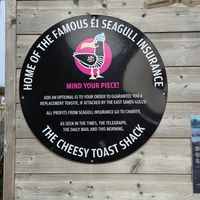 HOME OF THE FAMOUS £1 SEAGULL INSURANCE
MIND YOUR PIECE!
ADD AN OPTIONAL £1 TO YOUR ORDER TO GUARANTEE YOU A
REPLACEMENT TOASTIE, IF ATTACKED BY THE EAST SANDS GULLS!
ALL PROFITS FROM SEAGULL INSURANCE GO TO CHARITY.
AS SEEN IN THE TIMES, THE TELEGRAPH,
THE DAILY MAIL AND THIS MORNING.
THE CHEESY TOAST SHACK